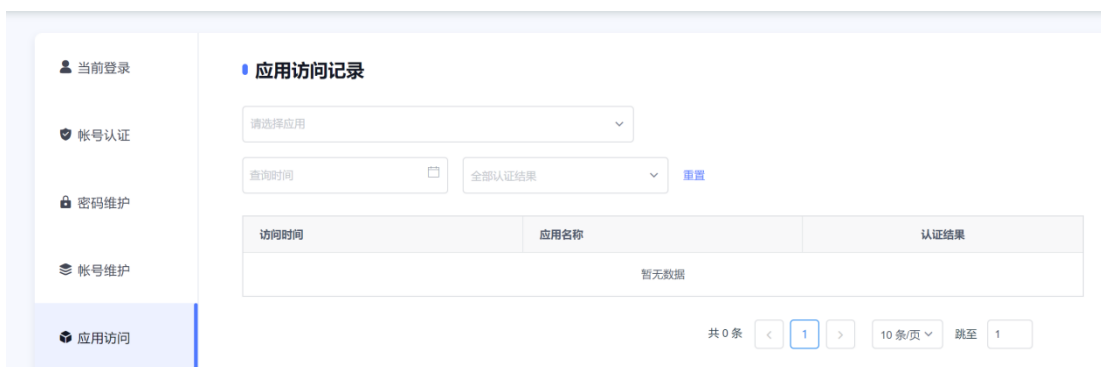 当前登录
帐号认证
密码维护
帐号维护
应用访问
应用访问记录
请选择应用
查询时间 全部认证结果 重置
访问时间 应用名称 认证结果
暂无数据
共 0 条 < 1 > 10 条/页 跳至 1